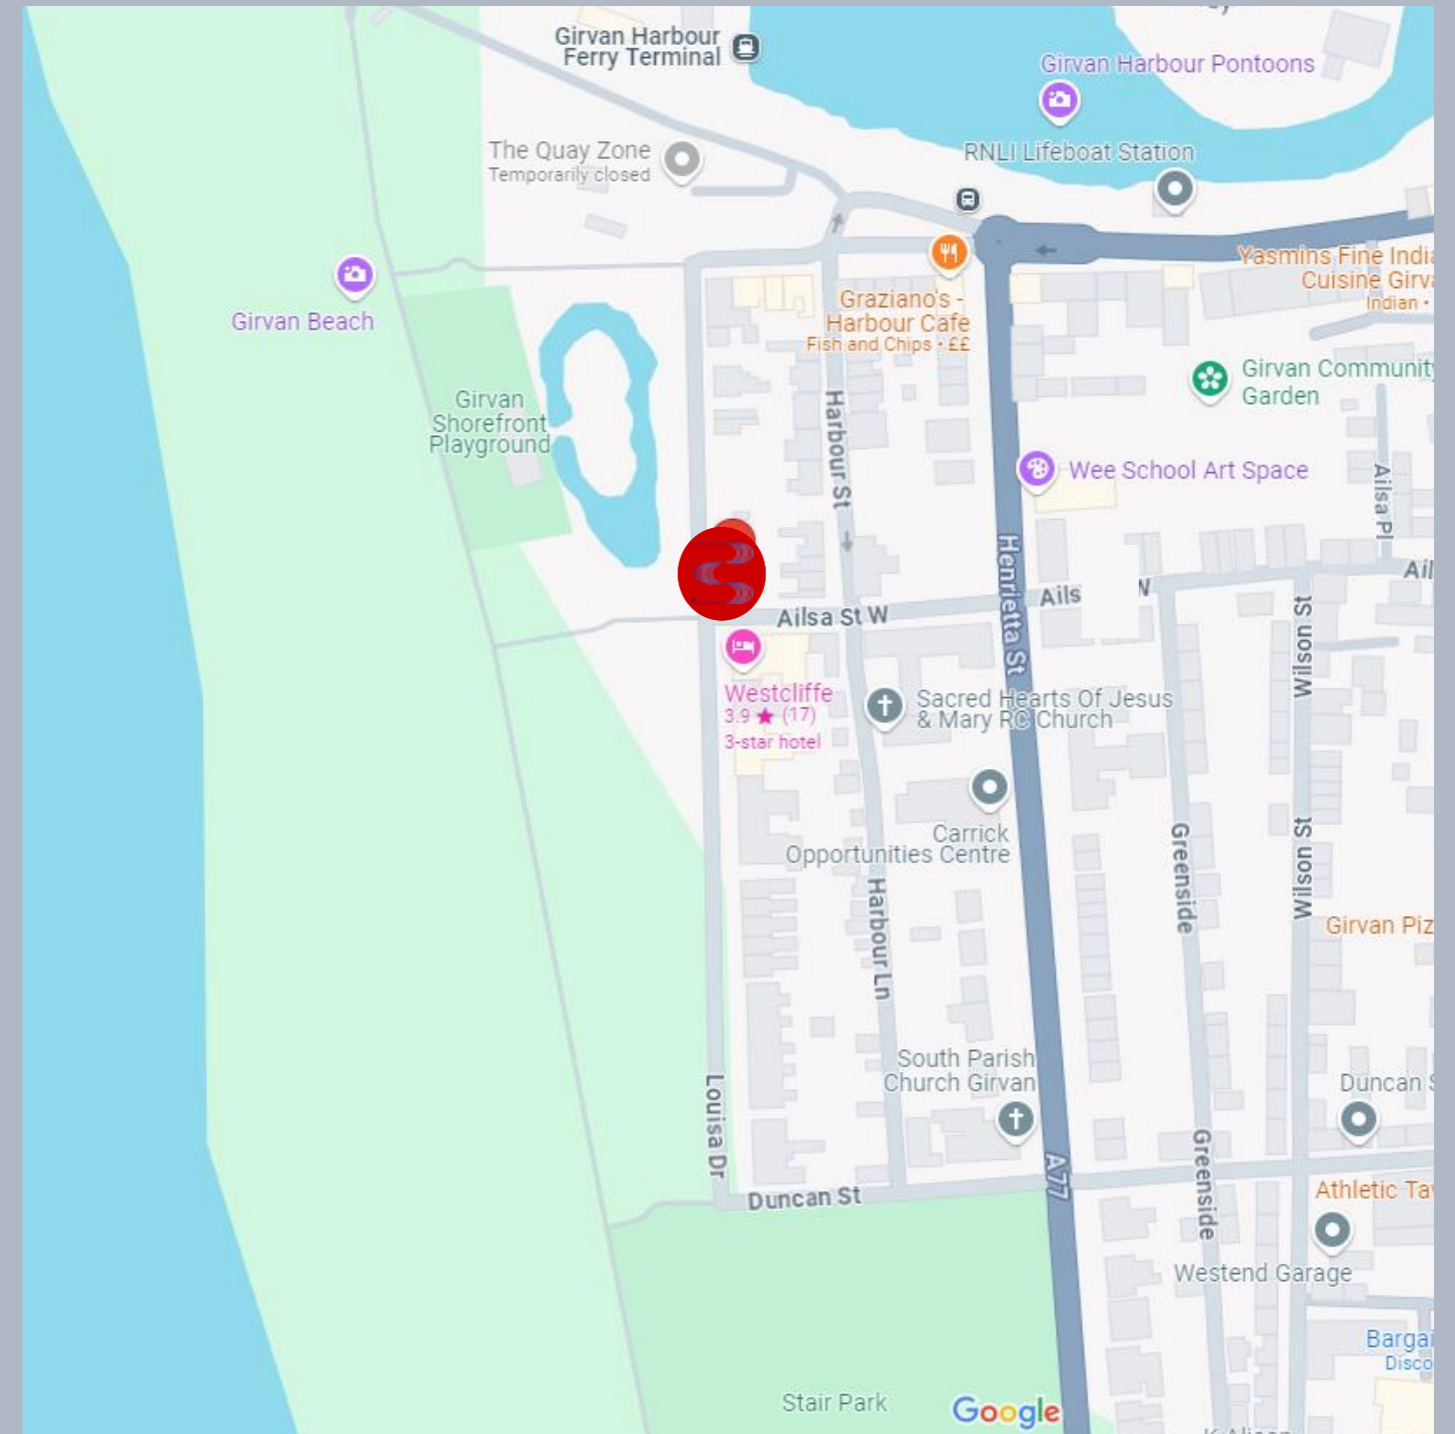 Girvan Harbour
Ferry Terminal
Girvan Harbour Pontoons
The Quay Zone
Temporarily closed
RNLI Lifeboat Station
Yasmins Fine Indi
Cuisine Girv
Indian •
Girvan Beach
Graziano's -
Harbour Cafe
Fish and Chips • ££
Girvan Community
Garden
Girvan
Shorefront
Playground
Harbour St
Wee School Art Space
Ailsa Pl
Henrietta St
Ailsa St W
Ails
W
Ail
Wilson St
Westcliffe
3.9 ★ (17)
3-star hotel
Sacred Hearts Of Jesus
& Mary RC Church
Carrick
Opportunities Centre
Greenside
Wilson St
Harbour Ln
Girvan Piz
South Parish
Church Girvan
Duncan S
Louisa Dr
Duncan St
A77
Greenside
Athletic Ta
Westend Garage
Barga
Disco
Stair Park
Google